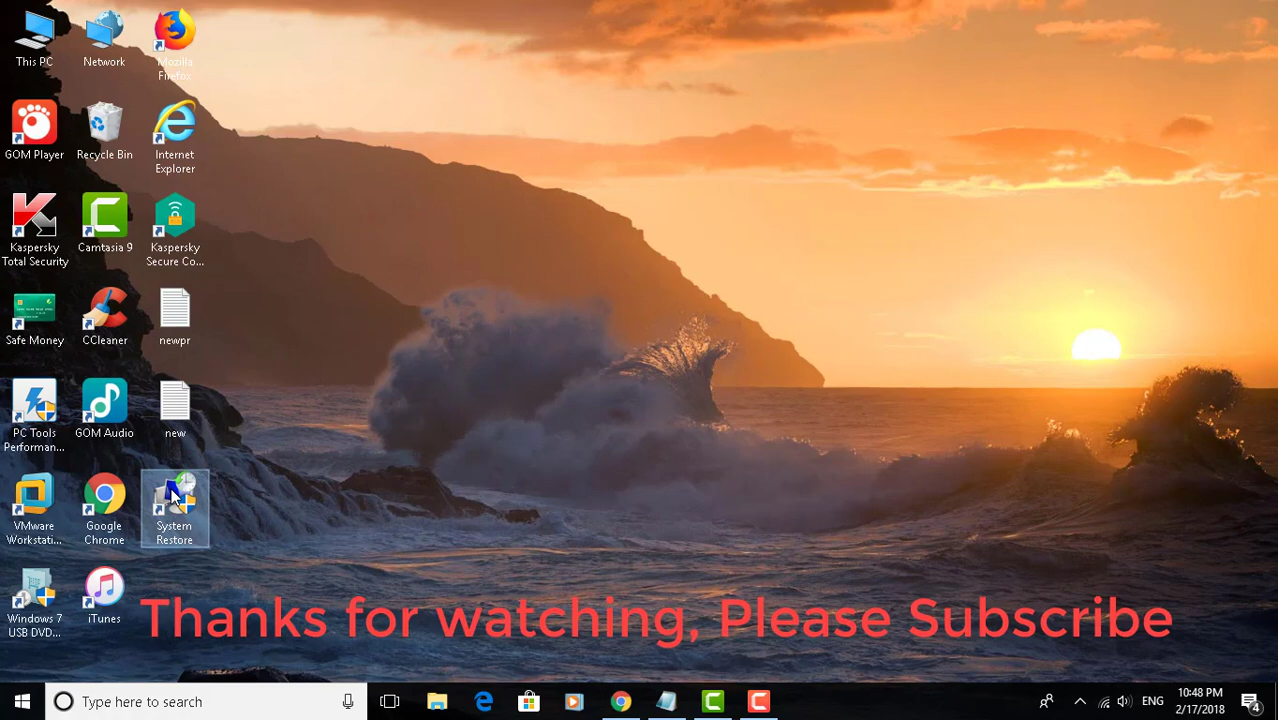 This PC
Network
Mozilla
Firefox
GOM Player
Recycle Bin
Internet
Explorer
Kaspersky
Total Security
Camtasia 9
Kaspersky
Secure Co...
Safe Money
CCleaner
newpr
PC Tools
Performan...
GOM Audio
new
VMware
Workstati...
Google
Chrome
System
Restore
Windows 7
USB DVD...
iTunes
Thanks for watching, Please Subscribe
Type here to search
ENG
10:48 PM
2/17/2018
4